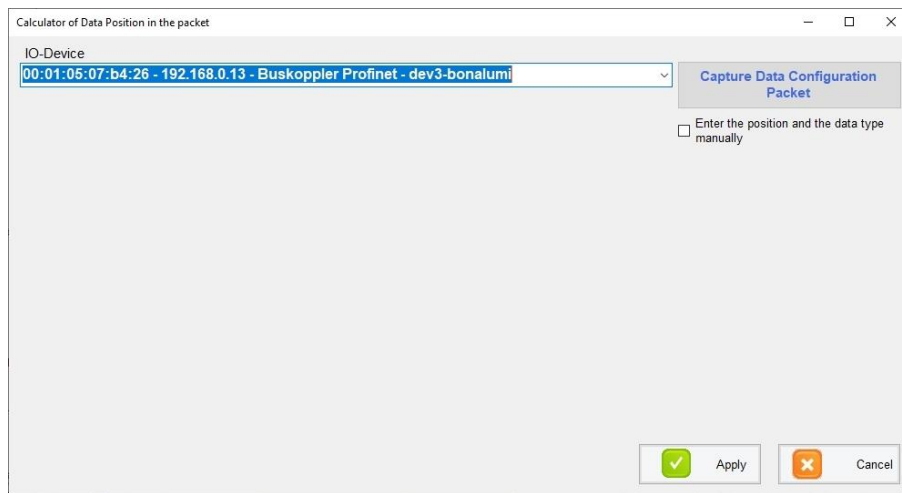 Calculator of Data Position in the packet
IO-Device
00:01:05:07:b4:26 - 192.168.0.13 - Buskoppler Profinet - dev3-bonalumi
Capture Data Configuration
Packet
Enter the position and the data type
manually
Apply
Cancel